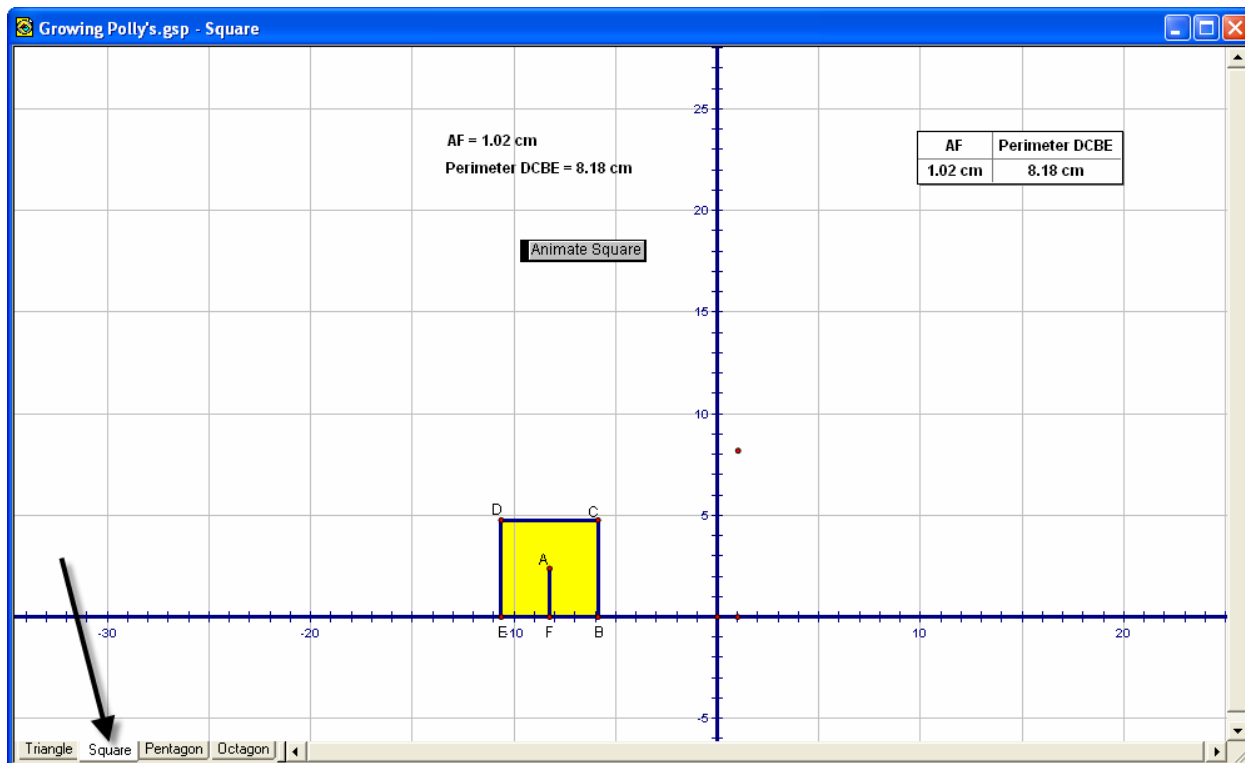 Growing Polly's.gsp - Square
25
AF = 1.02 cm
Perimeter DCBE = 8.18 cm
AF Perimeter DCBE
1.02 cm 8.18 cm
20
Animate Square
15
10
D C
5
A
-30 -20 E -10 F B 10 20
-5
Triangle Square Pentagon Octagon